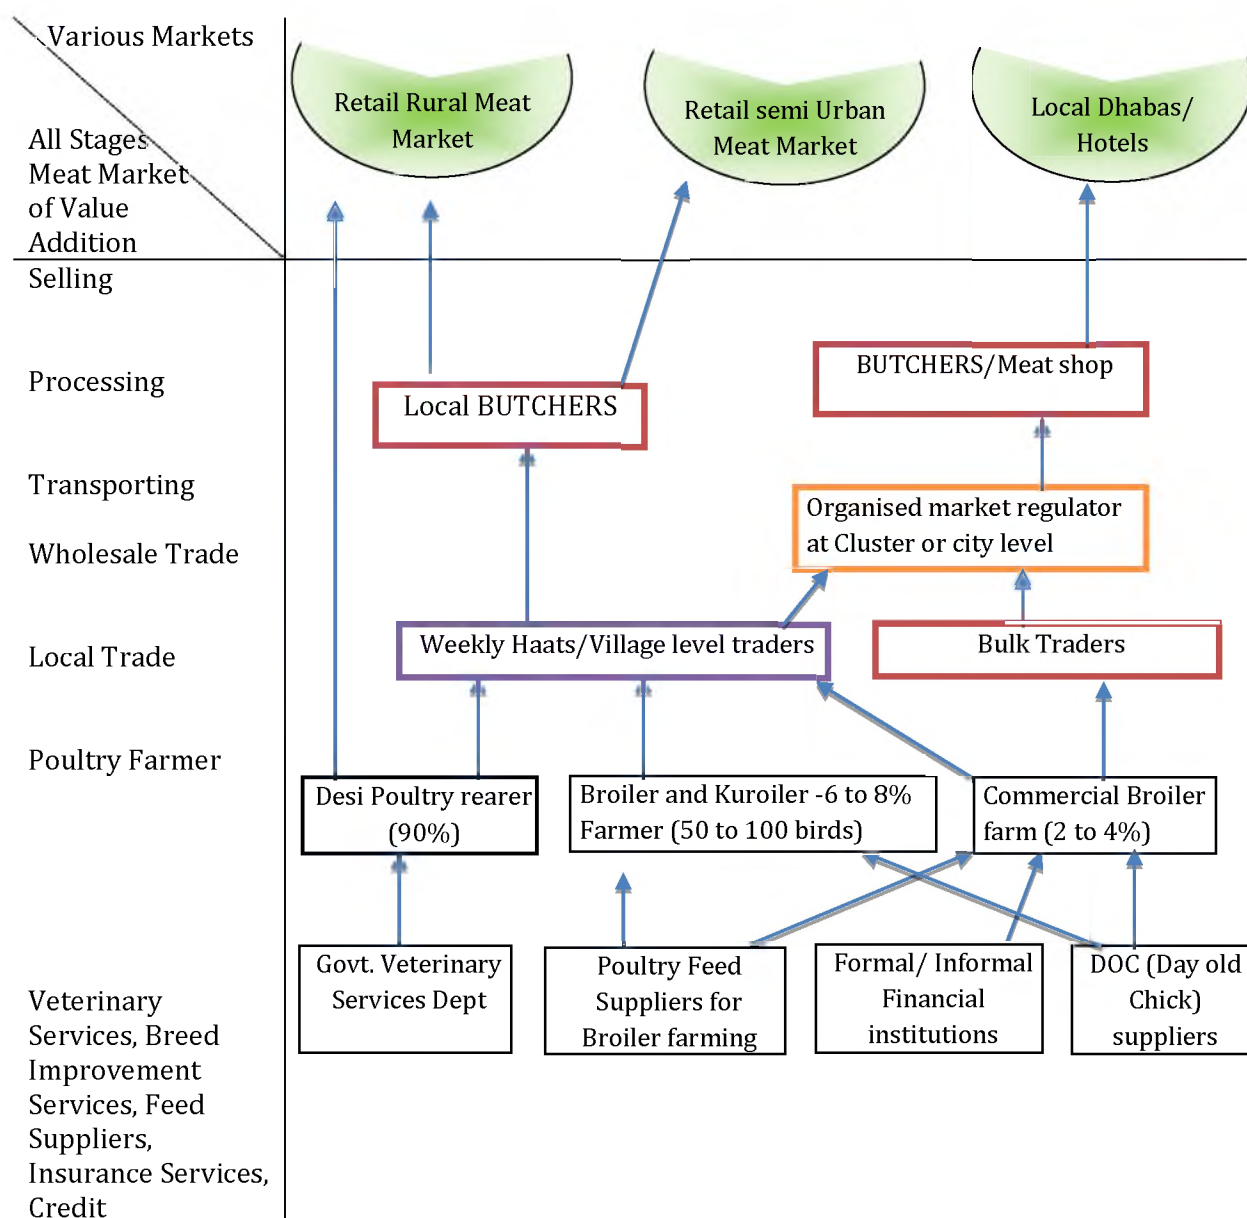 Various Markets
All Stages
Meat Market
of Value
Addition
Retail Rural Meat
Market
Retail semi Urban
Meat Market
Local Dhabas/
Hotels
Selling
Processing
Local BUTCHERS
BUTCHERS/Meat shop
Transporting
Wholesale Trade
Organised market regulator
at Cluster or city level
Local Trade
Weekly Haats/Village level traders
Bulk Traders
Poultry Farmer
Desi Poultry rearer
(90%)
Broiler and Kuroiler -6 to 8%
Farmer (50 to 100 birds)
Commercial Broiler
farm (2 to 4%)
Veterinary
Services, Breed
Improvement
Services, Feed
Suppliers,
Insurance Services,
Credit
Govt. Veterinary
Services Dept
Poultry Feed
Suppliers for
Broiler farming
Formal/ Informal
Financial
institutions
DOC (Day old
Chick)
suppliers